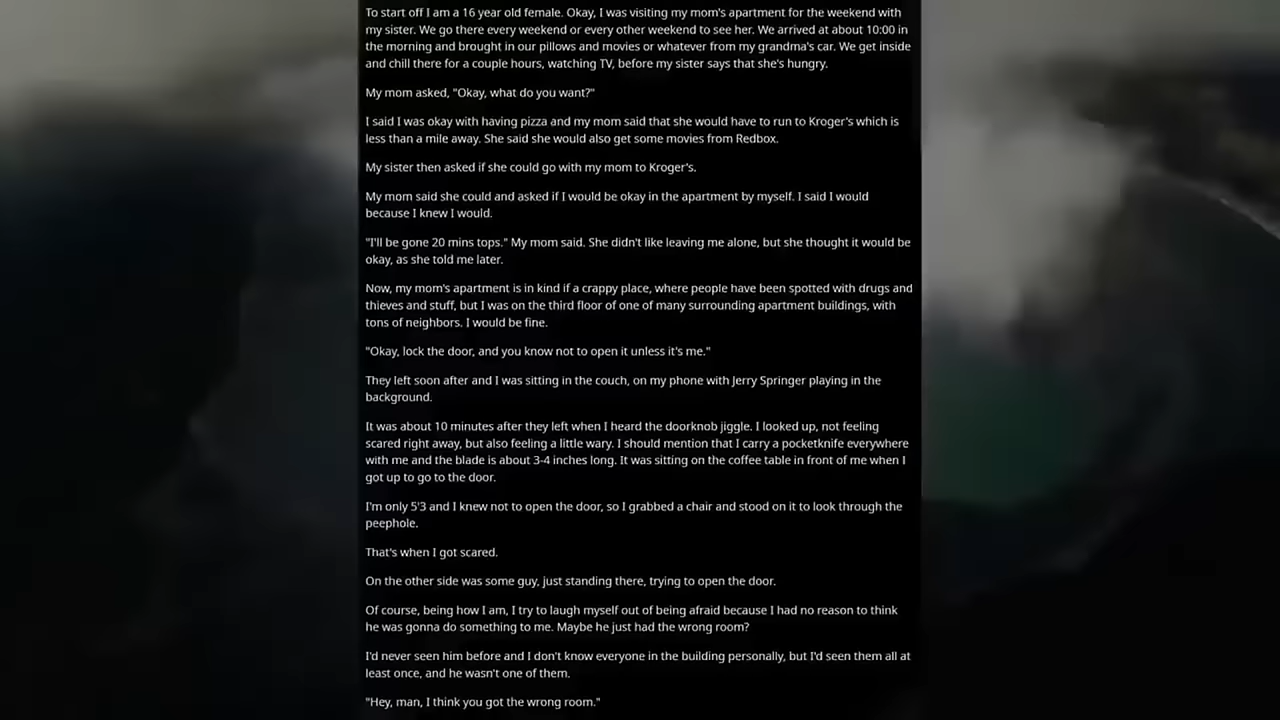 To start off I am a 16 year old female. Okay, I was visiting my mom's apartment for the weekend with
my sister. We go there every weekend or every other weekend to see her. We arrived at about 10:00 in
the morning and brought in our pillows and movies or whatever from my grandma's car. We get inside
and chill there for a couple hours, watching TV, before my sister says that she's hungry.
My mom asked, "Okay, what do you want?"
I said I was okay with having pizza and my mom said that she would have to run to Kroger's which is
less than a mile away. She said she would also get some movies from Redbox.
My sister then asked if she could go with my mom to Kroger's.
My mom said she could and asked if I would be okay in the apartment by myself. I said I would
because I knew I would.
"I'll be gone 20 mins tops." My mom said. She didn't like leaving me alone, but she thought it would be
okay, as she told me later.
Now, my mom's apartment is in kind if a crappy place, where people have been spotted with drugs and
thieves and stuff, but I was on the third floor of one of many surrounding apartment buildings, with
tons of neighbors. I would be fine.
"Okay, lock the door, and you know not to open it unless it's me."
They left soon after and I was sitting in the couch, on my phone with Jerry Springer playing in the
background.
It was about 10 minutes after they left when I heard the doorknob jiggle. I looked up, not feeling
scared right away, but also feeling a little wary. I should mention that I carry a pocketknife everywhere
with me and the blade is about 3-4 inches long. It was sitting on the coffee table in front of me when I
got up to go to the door.
I'm only 5'3 and I knew not to open the door, so I grabbed a chair and stood on it to look through the
peephole.
That's when I got scared.
On the other side was some guy, just standing there, trying to open the door.
Of course, being how I am, I try to laugh myself out of being afraid because I had no reason to think
he was gonna do something to me. Maybe he just had the wrong room?
I'd never seen him before and I don't know everyone in the building personally, but I'd seen them all at
least once, and he wasn't one of them.
"Hey, man, I think you got the wrong room."